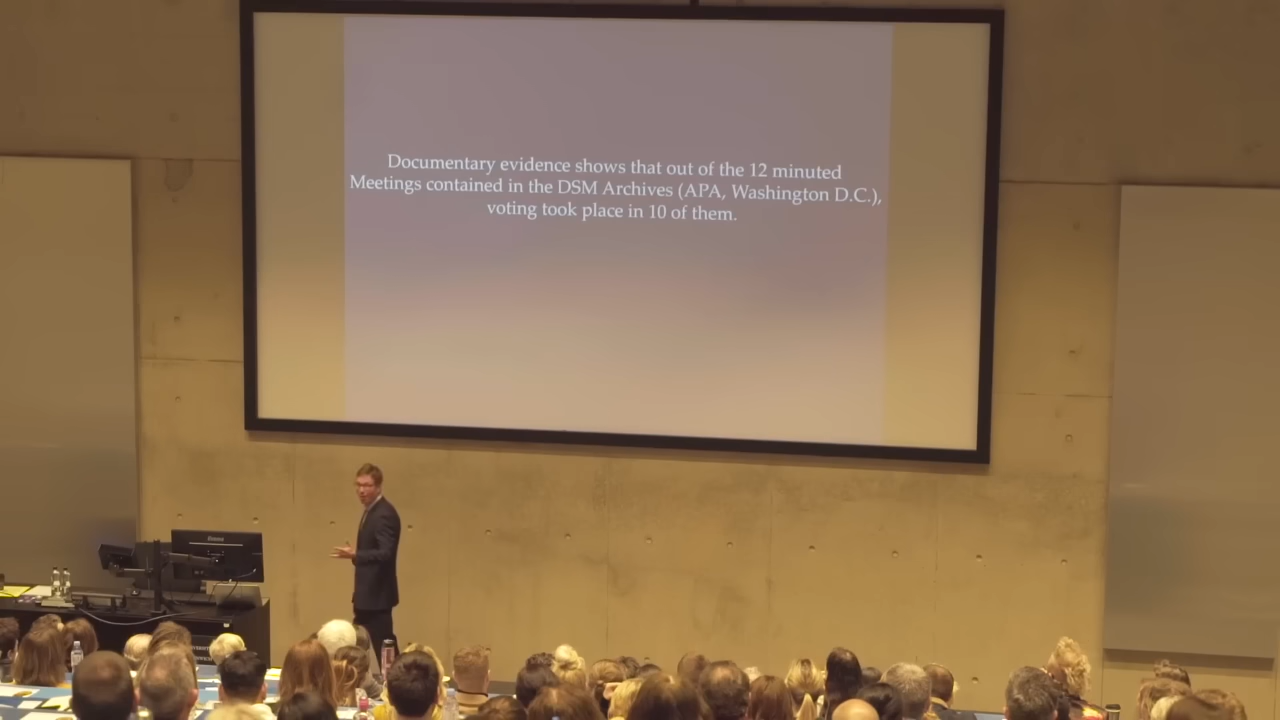 Documentary evidence shows that out of the 12 minuted
Meetings contained in the DSM Archives (APA, Washington D.C.),
voting took place in 10 of them.